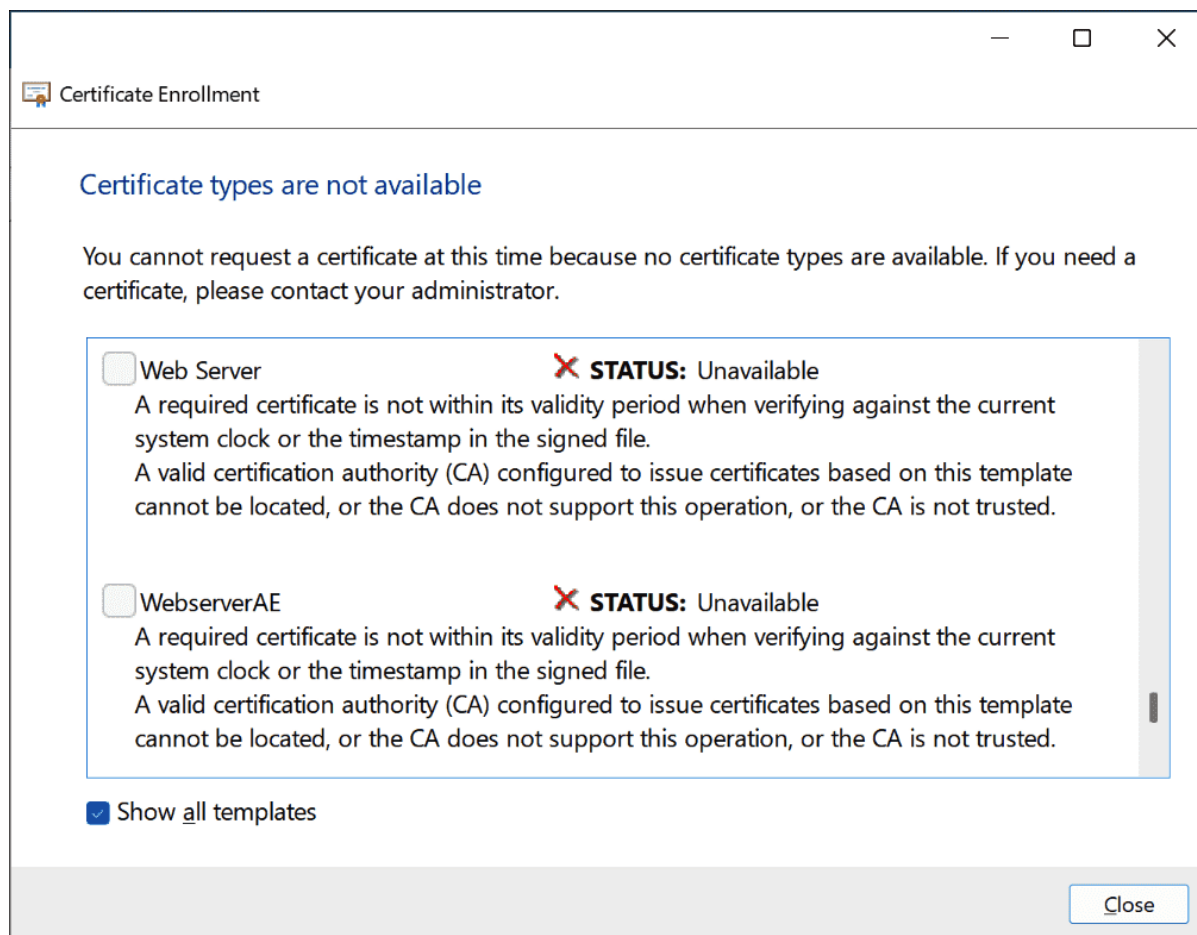 Certificate Enrollment
Certificate types are not available
You cannot request a certificate at this time because no certificate types are available. If you need a
certificate, please contact your administrator.
Web Server STATUS: Unavailable
A required certificate is not within its validity period when verifying against the current
system clock or the timestamp in the signed file.
A valid certification authority (CA) configured to issue certificates based on this template
cannot be located, or the CA does not support this operation, or the CA is not trusted.
WebserverAE STATUS: Unavailable
A required certificate is not within its validity period when verifying against the current
system clock or the timestamp in the signed file.
A valid certification authority (CA) configured to issue certificates based on this template
cannot be located, or the CA does not support this operation, or the CA is not trusted.
Show all templates
Close